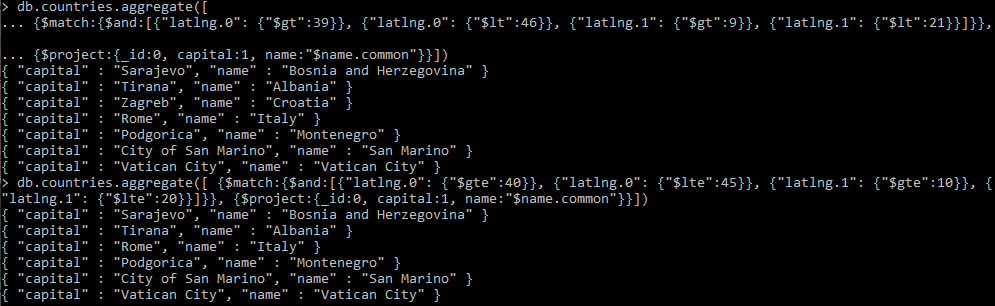 > db.countries.aggregate([
... {$match:{$and:[{"latlng.0": {"$gt":39}}, {"latlng.0": {"$lt":46}}, {"latlng.1": {"$gt":9}}, {"latlng.1": {"$lt":21}}]}},
... {$project:{_id:0, capital:1, name:"$name.common"}}])
{ "capital" : "Sarajevo", "name" : "Bosnia and Herzegovina" }
{ "capital" : "Tirana", "name" : "Albania" }
{ "capital" : "Zagreb", "name" : "Croatia" }
{ "capital" : "Rome", "name" : "Italy" }
{ "capital" : "Podgorica", "name" : "Montenegro" }
{ "capital" : "City of San Marino", "name" : "San Marino" }
{ "capital" : "Vatican City", "name" : "Vatican City" }
> db.countries.aggregate([ {$match:{$and:[{"latlng.0": {"$gte":40}}, {"latlng.0": {"$lte":45}}, {"latlng.1": {"$gte":10}}, {
"latlng.1": {"$lte":20}}]}}, {$project:{_id:0, capital:1, name:"$name.common"}}])
{ "capital" : "Sarajevo", "name" : "Bosnia and Herzegovina" }
{ "capital" : "Tirana", "name" : "Albania" }
{ "capital" : "Rome", "name" : "Italy" }
{ "capital" : "Podgorica", "name" : "Montenegro" }
{ "capital" : "City of San Marino", "name" : "San Marino" }
{ "capital" : "Vatican City", "name" : "Vatican City" }